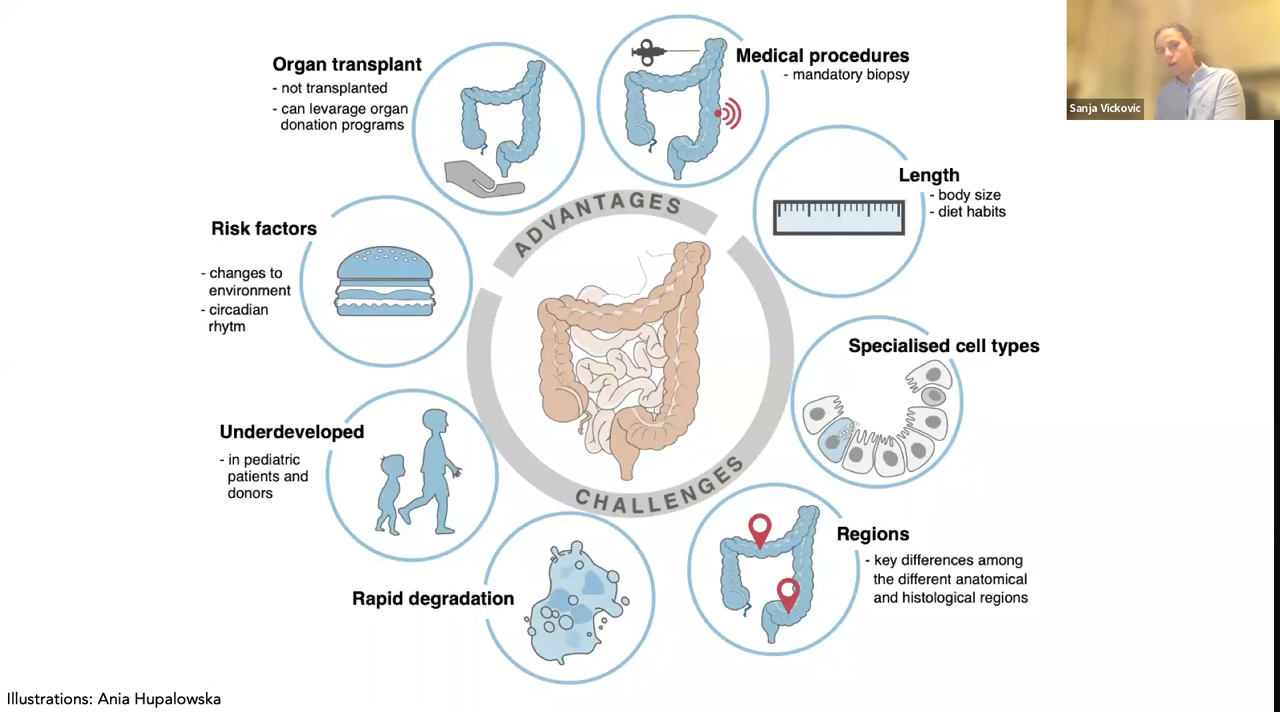 Organ transplant
- not transplanted
- can levarage organ
donation programs
Medical procedures
- mandatory biopsy
Sanja Vickovic
Length
- body size
- diet habits
ADVANTAGES
Risk factors
- changes to
environment
- circadian
rhytm
Specialised cell types
Underdeveloped
- in pediatric
patients and
donors
CHALLENGES
Regions
- key differences among
the different anatomical
and histological regions
Rapid degradation
Illustrations: Ania Hupalowska